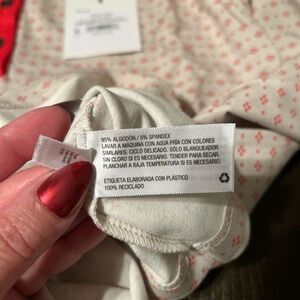 95% ALGODÓN / 5% SPANDEX
LAVAR A MÁQUINA CON AGUA FRÍA CON COLORES
SIMILARES. CICLO DELICADO. SÓLO BLANQUEADOR
SIN CLORO SI ES NECESARIO. TENDER PARA SECAR.
PLANCHAR A BAJA TEMPERATURA SI ES NECESARIO.
ETIQUETA ELABORADA CON PLÁSTICO
100% RECICLADO